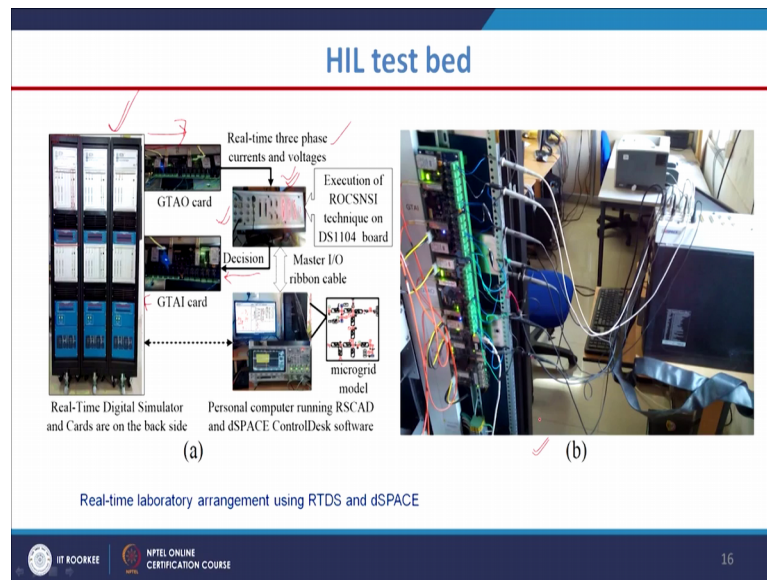 HIL test bed
Real-time three phase
currents and voltages
GTAO card
Execution of
ROCSNSI
technique on
DS1104 board
Decision
Master I/O
ribbon cable
GTAI card
microgrid
model
Real-Time Digital Simulator
and Cards are on the back side
Personal computer running RSCAD
and dSPACE ControlDesk software
(a)
(b)
Real-time laboratory arrangement using RTDS and dSPACE
IIT ROORKEE
NPTEL ONLINE
CERTIFICATION COURSE
16